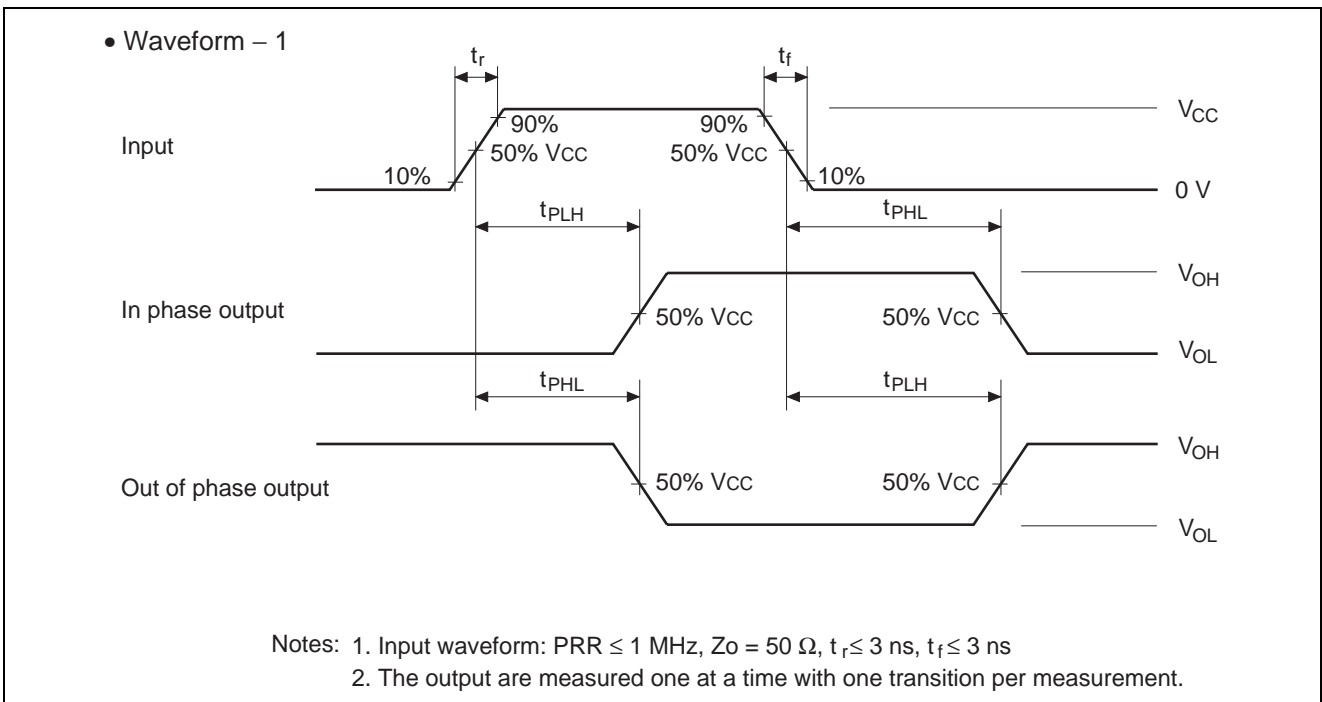 • Waveform – 1
tr tf
VCC
90% 90%
Input 50% VCC 50% VCC
10% 10%
0 V
tPLH tPHL
VOH
In phase output 50% VCC 50% VCC
VOL
tPHL tPLH
VOH
Out of phase output 50% VCC 50% VCC
VOL
Notes: 1. Input waveform: PRR ≤ 1 MHz, Zo = 50 Ω, t r ≤ 3 ns, t f ≤ 3 ns
2. The output are measured one at a time with one transition per measurement.